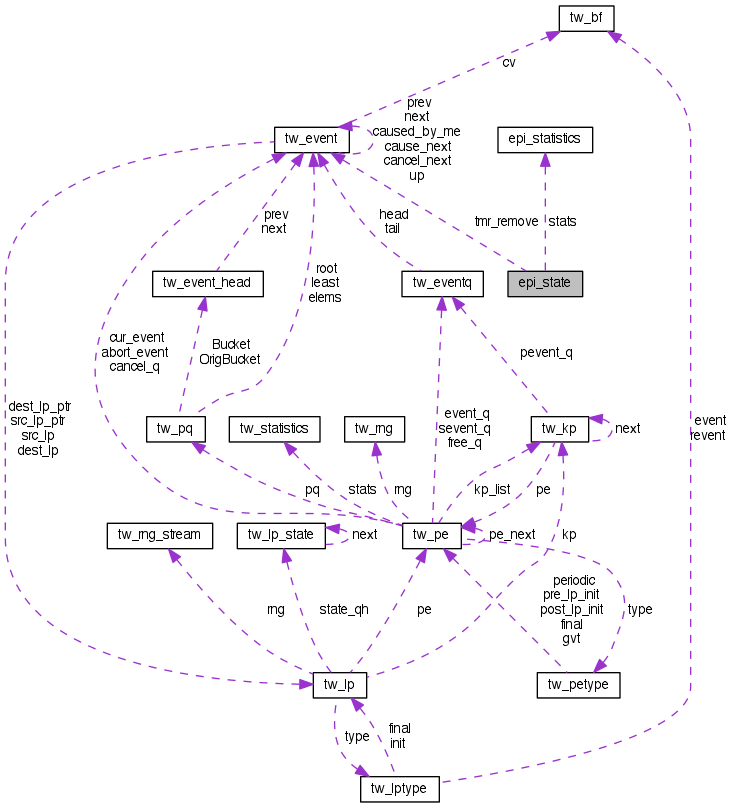 tw_bf
cv
prev
next
caused_by_me
cause_next
cancel_next
up
tw_event
epi_statistics
tmr_remove
stats
head
tail
prev
next
root
least
elems
tw_event_head
tw_eventq
epi_state
cur_event
abort_event
cancel_q
Bucket
OrigBucket
pevent_q
dest_lp_ptr
src_lp_ptr
src_lp
dest_lp
event_q
sevent_q
free_q
event
revent
tw_pq
tw_statistics
tw_rng
tw_kp
next
pq
stats
rng
kp_list
pe
tw_rng_stream
tw_lp_state
next
tw_pe
pe_next
kp
rng
state_qh
pe
periodic
pre_lp_init
post_lp_init
final
gvt
type
tw_lp
tw_petype
type
final
init
tw_lptype